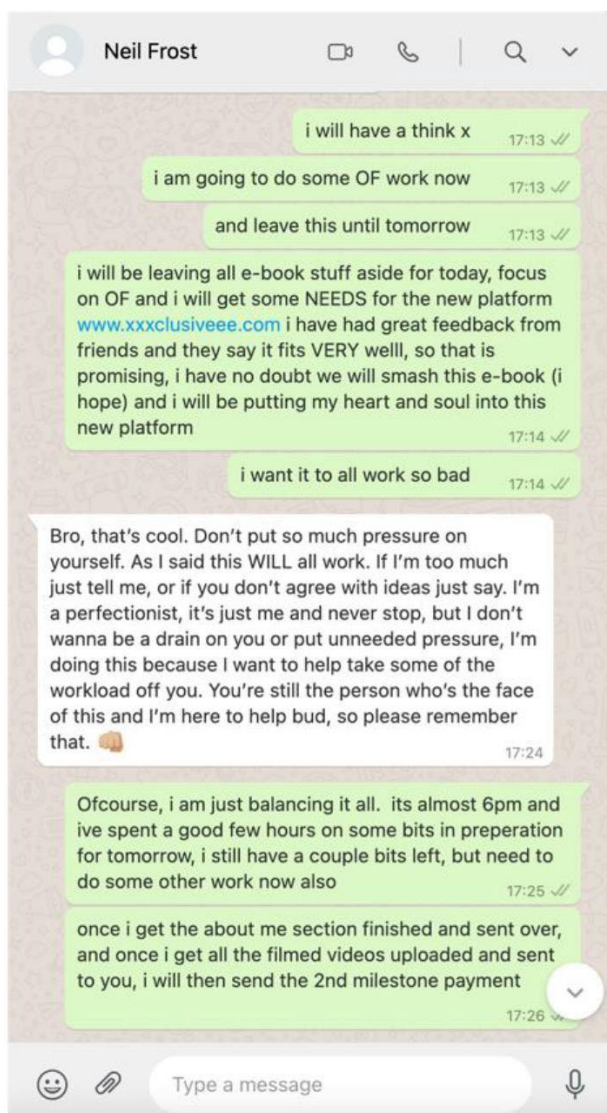 Neil Frost
i will have a think x
17:13
i am going to do some OF work now
17:13
and leave this until tomorrow
17:13
i will be leaving all e-book stuff aside for today, focus
on OF and i will get some NEEDS for the new platform
www.xxxclusiveee.com i have had great feedback from
friends and they say it fits VERY welll, so that is
promising, i have no doubt we will smash this e-book (i
hope) and i will be putting my heart and soul into this
new platform
17:14
i want it to all work so bad
17:14
Bro, that's cool. Don't put so much pressure on
yourself. As I said this WILL all work. If I'm too much
just tell me, or if you don't agree with ideas just say. I'm
a perfectionist, it's just me and never stop, but I don't
wanna be a drain on you or put unneeded pressure, I'm
doing this because I want to help take some of the
workload off you. You're still the person who's the face
of this and I'm here to help bud, so please remember
that. 👊🏼
17:24
Ofcourse, i am just balancing it all.  its almost 6pm and
ive spent a good few hours on some bits in preperation
for tomorrow, i still have a couple bits left, but need to
do some other work now also
17:25
once i get the about me section finished and sent over,
and once i get all the filmed videos uploaded and sent
to you, i will then send the 2nd milestone payment
17:26
Type a message